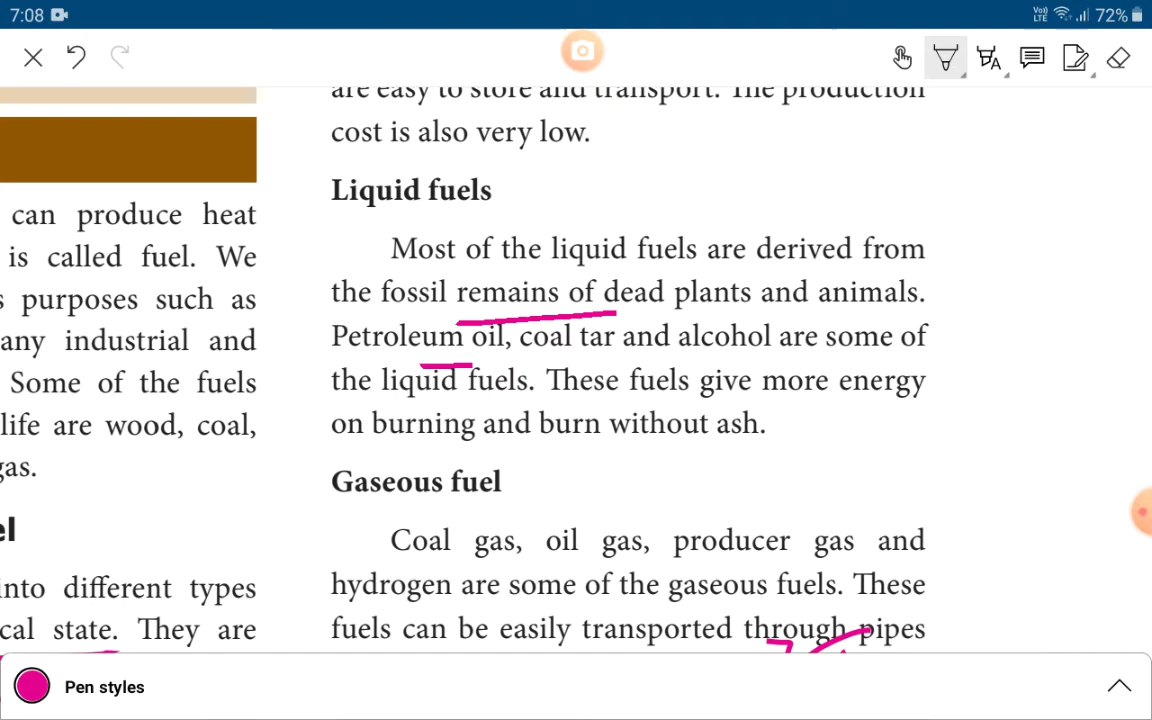 7:08
Vo)) LTE 72%
can produce heat
is called fuel. We
s purposes such as
any industrial and
Some of the fuels
life are wood, coal,
gas.
el
into different types
cal state. They are
are easy to store and transport. The production
cost is also very low.
Liquid fuels
Most of the liquid fuels are derived from
the fossil remains of dead plants and animals.
Petroleum oil, coal tar and alcohol are some of
the liquid fuels. These fuels give more energy
on burning and burn without ash.
Gaseous fuel
Coal gas, oil gas, producer gas and
hydrogen are some of the gaseous fuels. These
fuels can be easily transported through pipes
Pen styles